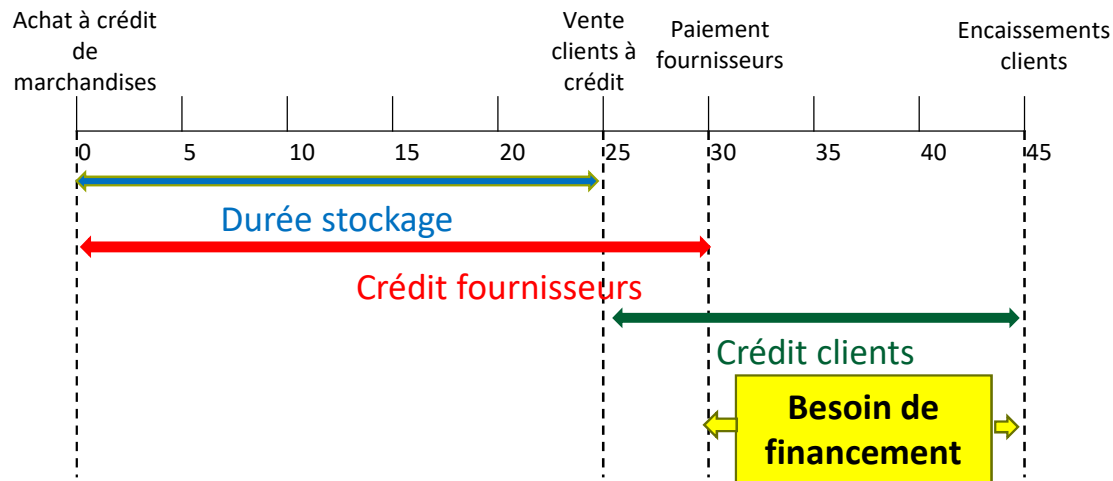 Achat à crédit
de
marchandises
Vente
clients à
crédit
Paiement
fournisseurs
Encaissements
clients
0 5 10 15 20 25 30 35 40 45
Durée stockage
Crédit fournisseurs
Crédit clients
Besoin de
financement